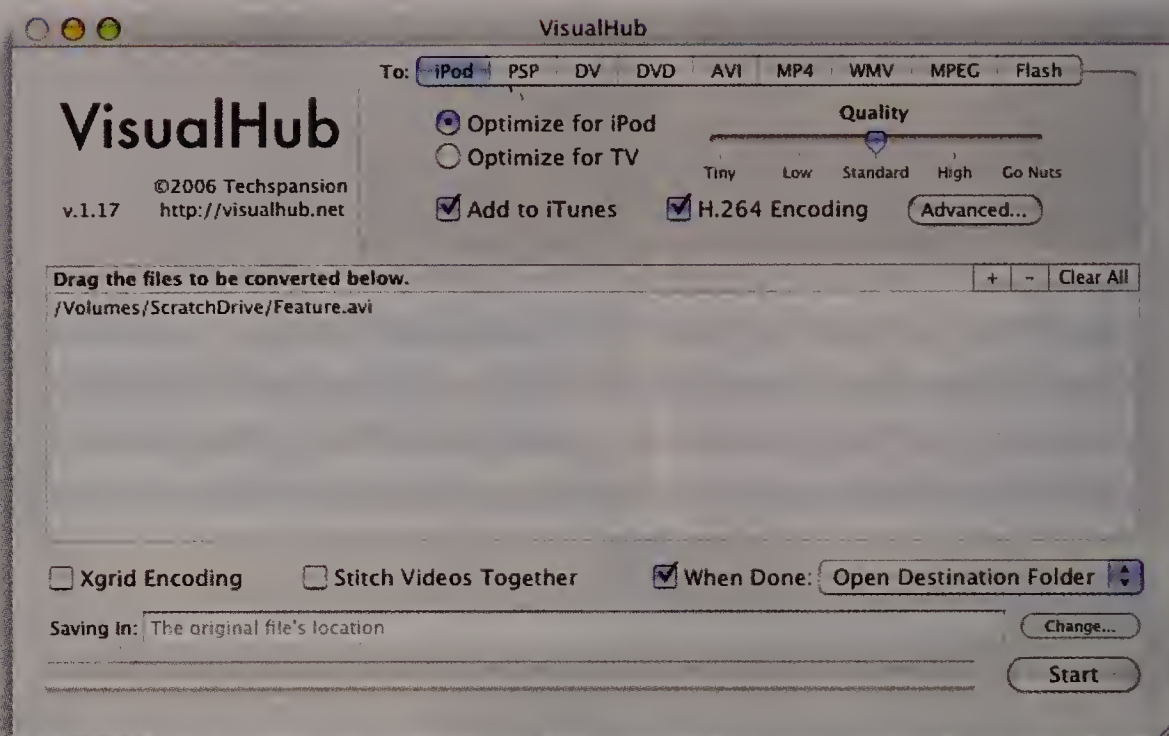 VisualHub
To: iPod PSP DV DVD AVI MP4 WMV MPEG Flash
VisualHub
©2006 Techspansion
v.1.17 http://visualhub.net
Optimize for iPod
Optimize for TV
Quality
Tiny Low Standard High Go Nuts
Add to iTunes H.264 Encoding Advanced...
Drag the files to be converted below. + - Clear All
/Volumes/ScratchDrive/Feature.avi
Xgrid Encoding Stitch Videos Together When Done: Open Destination Folder
Saving In: The original file's location Change...
Start